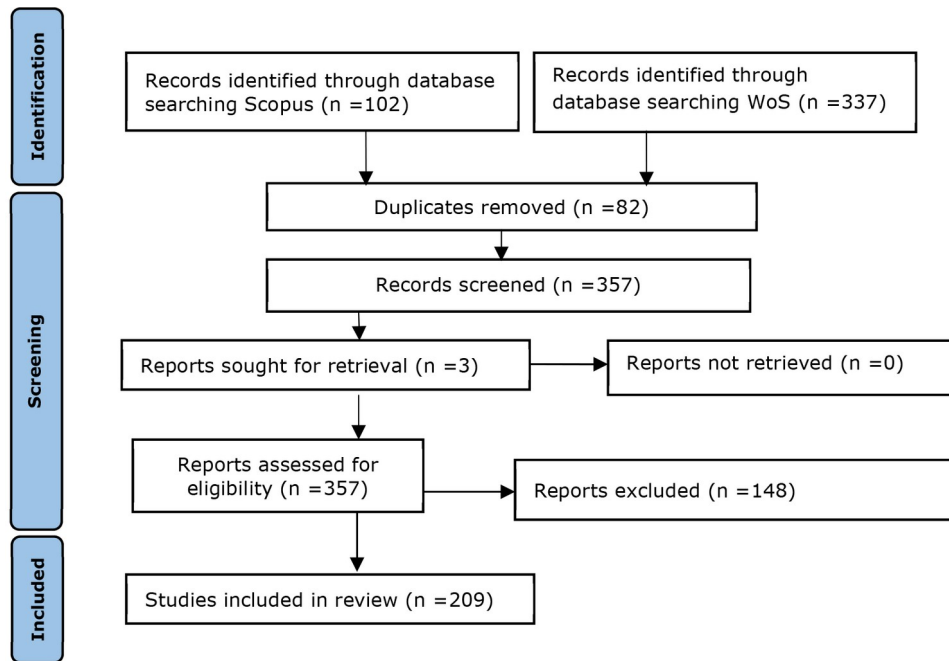 Identification
Records identified through database
searching Scopus (n =102)
Records identified through
database searching WoS (n =337)
Screening
Duplicates removed (n =82)
Records screened (n =357)
Reports sought for retrieval (n =3)
Reports not retrieved (n =0)
Reports assessed for
eligibility (n =357)
Reports excluded (n =148)
Included
Studies included in review (n =209)